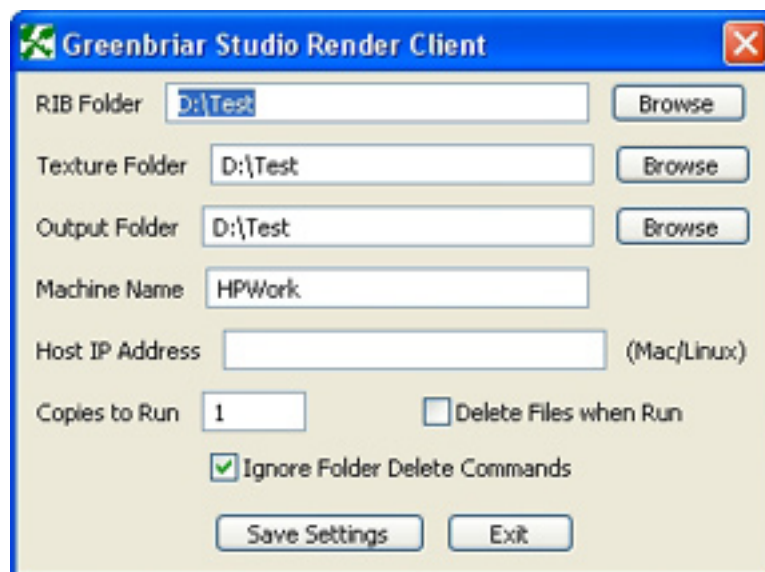 Greenbriar Studio Render Client
RIB Folder D:\Test Browse
Texture Folder D:\Test Browse
Output Folder D:\Test Browse
Machine Name HPWork
Host IP Address (Mac/Linux)
Copies to Run 1 Delete Files when Run
Ignore Folder Delete Commands
Save Settings Exit